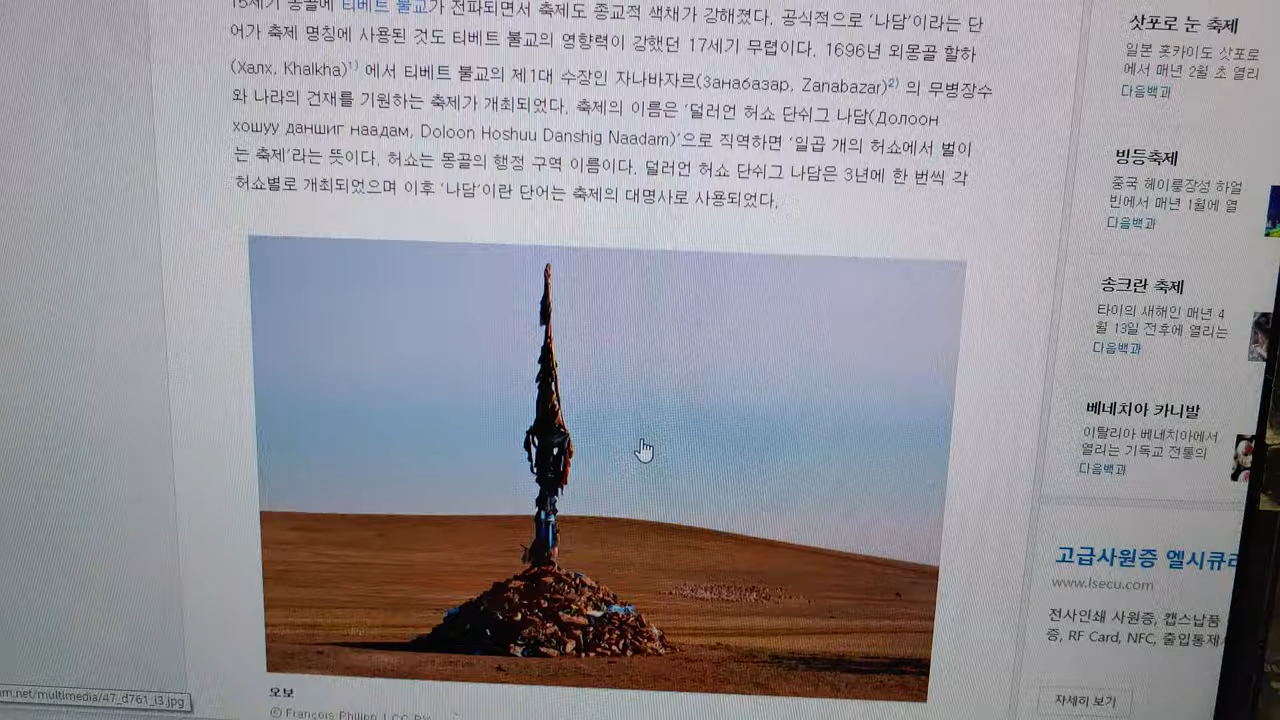 15세기 몽골에 티베트 불교가 전파되면서 축제도 종교적 색채가 강해졌다. 공식적으로 '나담'이라는 단
어가 축제 명칭에 사용된 것도 티베트 불교의 영향력이 강했던 17세기 무렵이다. 1696년 외몽골 할하
(Халх, Khalkha)1) 에서 티베트 불교의 제1대 수장인 자나바자르(Занабазар, Zanabazar)2) 의 무병장수
와 나라의 건재를 기원하는 축제가 개최되었다. 축제의 이름은 '덜러언 허쇼 단쉬그 나담(Долоон
хошуу даншиг наадам, Doloon Hoshuu Danshig Naadam)'으로 직역하면 '일곱 개의 허쇼에서 벌이
는 축제'라는 뜻이다. 허쇼는 몽골의 행정 구역 이름이다. 덜러언 허쇼 단쉬그 나담은 3년에 한 번씩 각
허쇼별로 개최되었으며 이후 '나담'이란 단어는 축제의 대명사로 사용되었다.
오보
© François Philipp | CC BY
m.net/multimedia/47_d761_i3.jpg
삿포로 눈 축제
일본 홋카이도 삿포로
에서 매년 2월 초 열리
다음백과
빙등축제
중국 헤이룽장성 하얼
빈에서 매년 1월에 열
다음백과
송크란 축제
타이의 새해인 매년 4
월 13일 전후에 열리는
다음백과
베네치아 카니발
이탈리아 베네치아에서
열리는 기독교 전통의
다음백과
고급사원증 엘시큐
www.lsecu.com
전사인쇄 사원증, 캡스납품
증, RF Card, NFC, 출입통제
자세히 보기